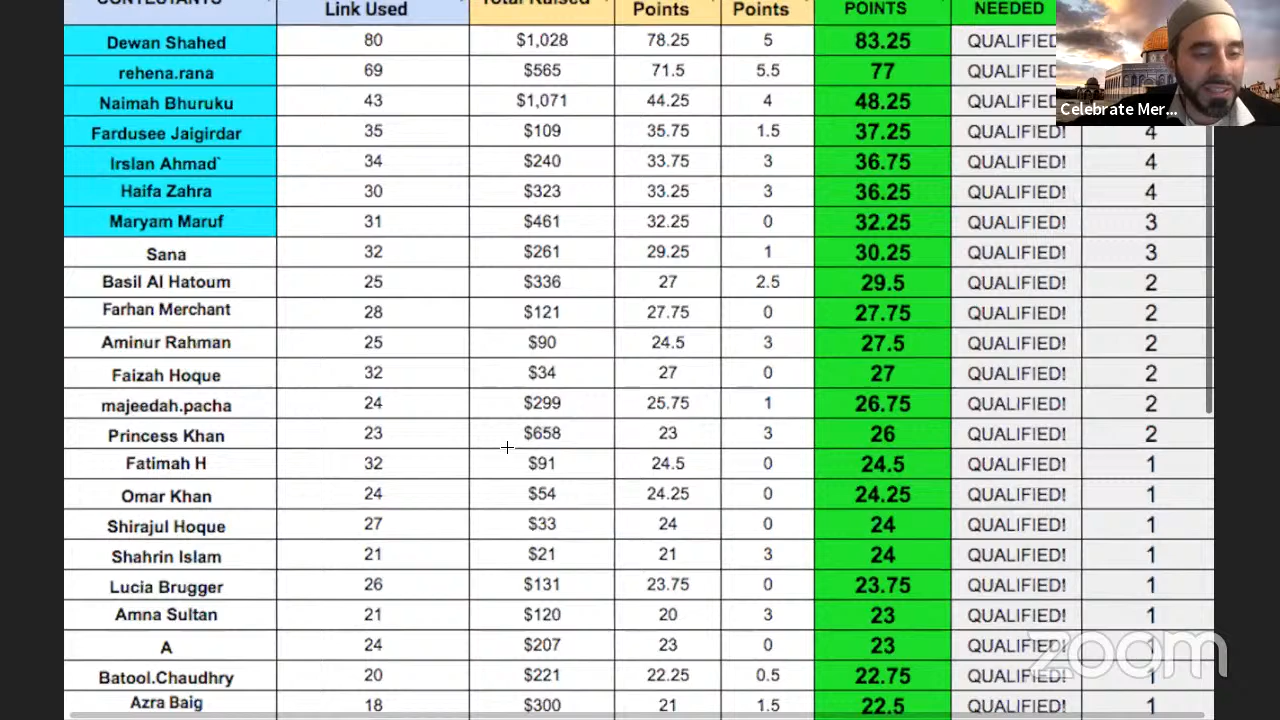 CONTESTANTS Link Used Total Raised Points Points POINTS NEEDED
Dewan Shahed 80 $1,028 78.25 5 83.25 QUALIFIED
rehena.rana 69 $565 71.5 5.5 77 QUALIFIED
Naimah Bhuruku 43 $1,071 44.25 4 48.25 QUALIFIED
Celebrate Mer...
Fardusee Jaigirdar 35 $109 35.75 1.5 37.25 QUALIFIED! 4
Irslan Ahmad` 34 $240 33.75 3 36.75 QUALIFIED! 4
Haifa Zahra 30 $323 33.25 3 36.25 QUALIFIED! 4
Maryam Maruf 31 $461 32.25 0 32.25 QUALIFIED! 3
Sana 32 $261 29.25 1 30.25 QUALIFIED! 3
Basil Al Hatoum 25 $336 27 2.5 29.5 QUALIFIED! 2
Farhan Merchant 28 $121 27.75 0 27.75 QUALIFIED! 2
Aminur Rahman 25 $90 24.5 3 27.5 QUALIFIED! 2
Faizah Hoque 32 $34 27 0 27 QUALIFIED! 2
majeedah.pacha 24 $299 25.75 1 26.75 QUALIFIED! 2
Princess Khan 23 $658 23 3 26 QUALIFIED! 2
Fatimah H 32 $91 24.5 0 24.5 QUALIFIED! 1
Omar Khan 24 $54 24.25 0 24.25 QUALIFIED! 1
Shirajul Hoque 27 $33 24 0 24 QUALIFIED! 1
Shahrin Islam 21 $21 21 3 24 QUALIFIED! 1
Lucia Brugger 26 $131 23.75 0 23.75 QUALIFIED! 1
Amna Sultan 21 $120 20 3 23 QUALIFIED! 1
A 24 $207 23 0 23 QUALIFIED! 1
zoom
Batool.Chaudhry 20 $221 22.25 0.5 22.75 QUALIFIED! 1
Azra Baig 18 $300 21 1.5 22.5 QUALIFIED! 1